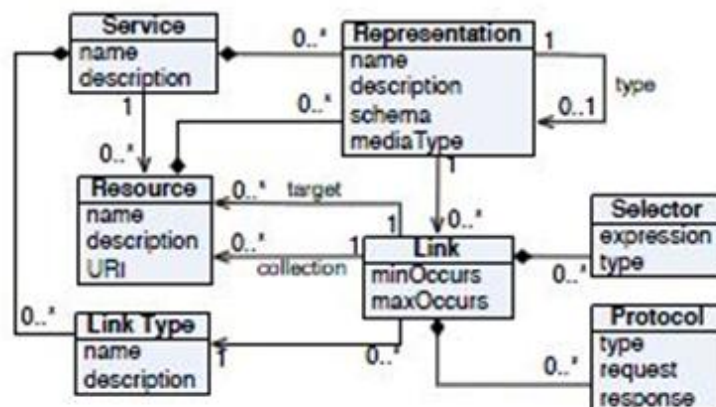 Service
name
description
0..*
Representation
name
description
schema
mediaType
1
type
0..1
1
0..*
0..*
1
0..*
Resource
name
description
URI
0..*
target
1
0..*
collection
1
Link
minOccurs
maxOccurs
Selector
expression
type
0..*
Protocol
type
request
response
0..*
0..*
Link Type
name
description
1
0..*